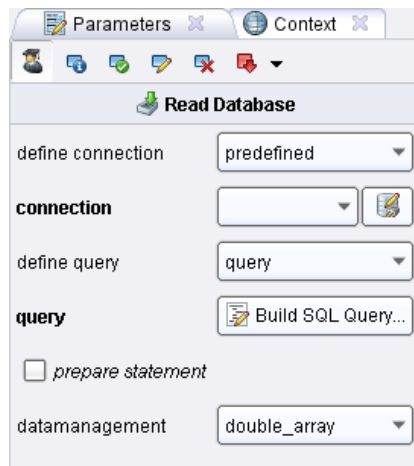 Parameters
Context
Read Database
define connection
predefined
connection
define query
query
query
Build SQL Query...
prepare statement
datamanagement
double_array